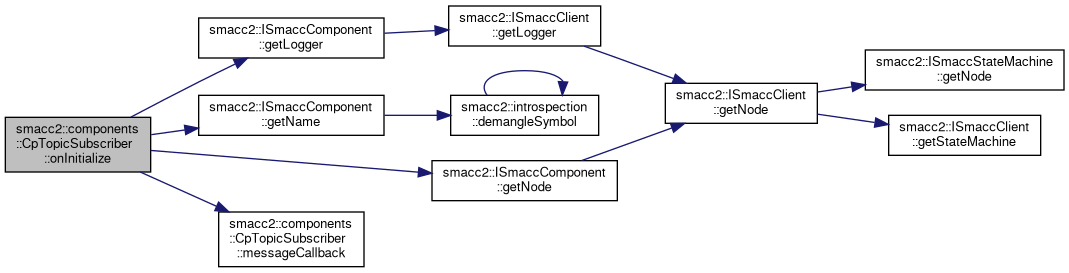 smacc2::components
::CpTopicSubscriber
::onInitialize
smacc2::ISmaccComponent
::getLogger
smacc2::ISmaccComponent
::getName
smacc2::components
::CpTopicSubscriber
::messageCallback
smacc2::ISmaccClient
::getLogger
smacc2::introspection
::demangleSymbol
smacc2::ISmaccComponent
::getNode
smacc2::ISmaccClient
::getNode
smacc2::ISmaccStateMachine
::getNode
smacc2::ISmaccClient
::getStateMachine